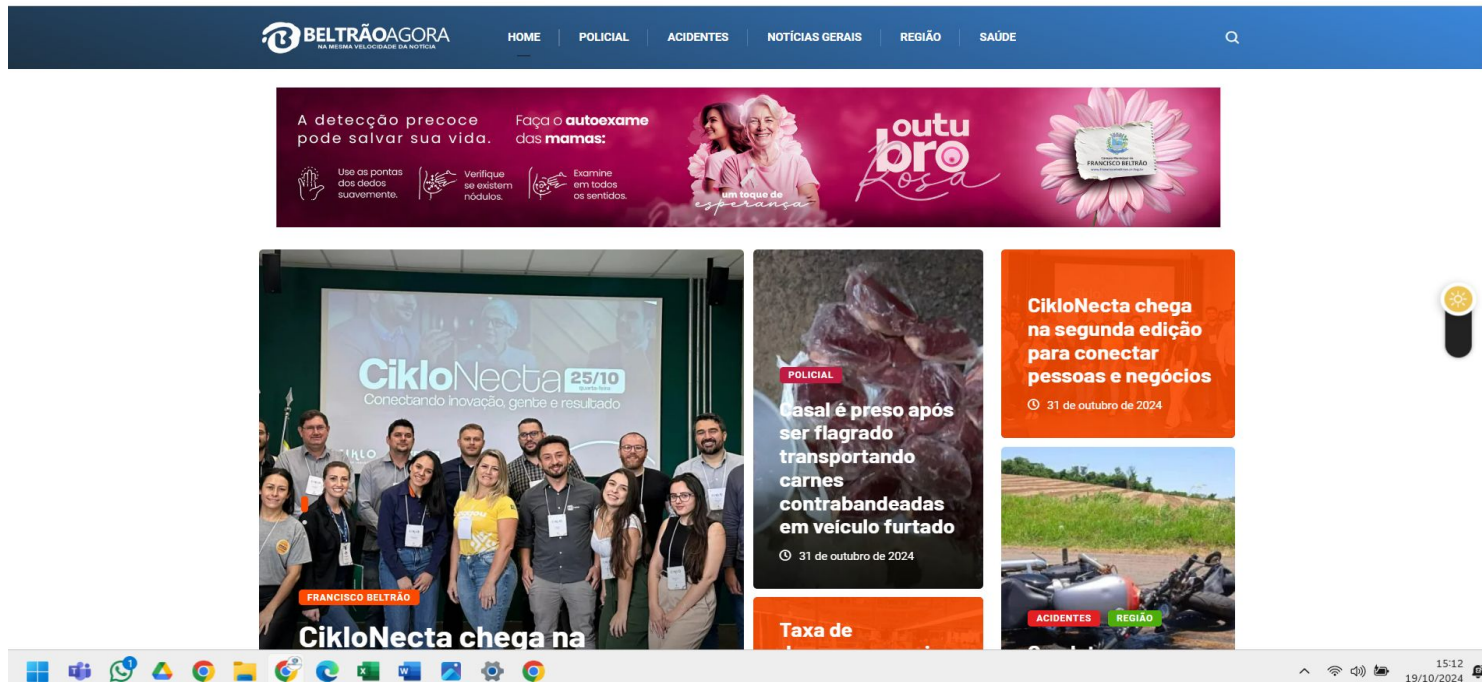 BELTRÃOAGORA
NA MESMA VELOCIDADE DA NOTÍCIA
HOME
POLICIAL
ACIDENTES
NOTÍCIAS GERAIS
REGIÃO
SAÚDE
A detecção precoce
pode salvar sua vida.
Use as pontas
dos dedos
suavemente.
Verifique
se existem
nódulos.
Faça o autoexame
das mamas:
Examine
em todos
os sentidos.
um toque de
esperança
outu
bro
Rosa
FRANCISCO BELTRÃO
CikloNecta 25/10
Conectando inovação, gente e resultado
FRANCISCO BELTRÃO
CikloNecta chega na
POLICIAL
Casal é preso após
ser flagrado
transportando
carnes
contrabandeadas
em veículo furtado
31 de outubro de 2024
Taxa de
CikloNecta chega
na segunda edição
para conectar
pessoas e negócios
31 de outubro de 2024
ACIDENTES
REGIÃO
15:12
19/10/2024